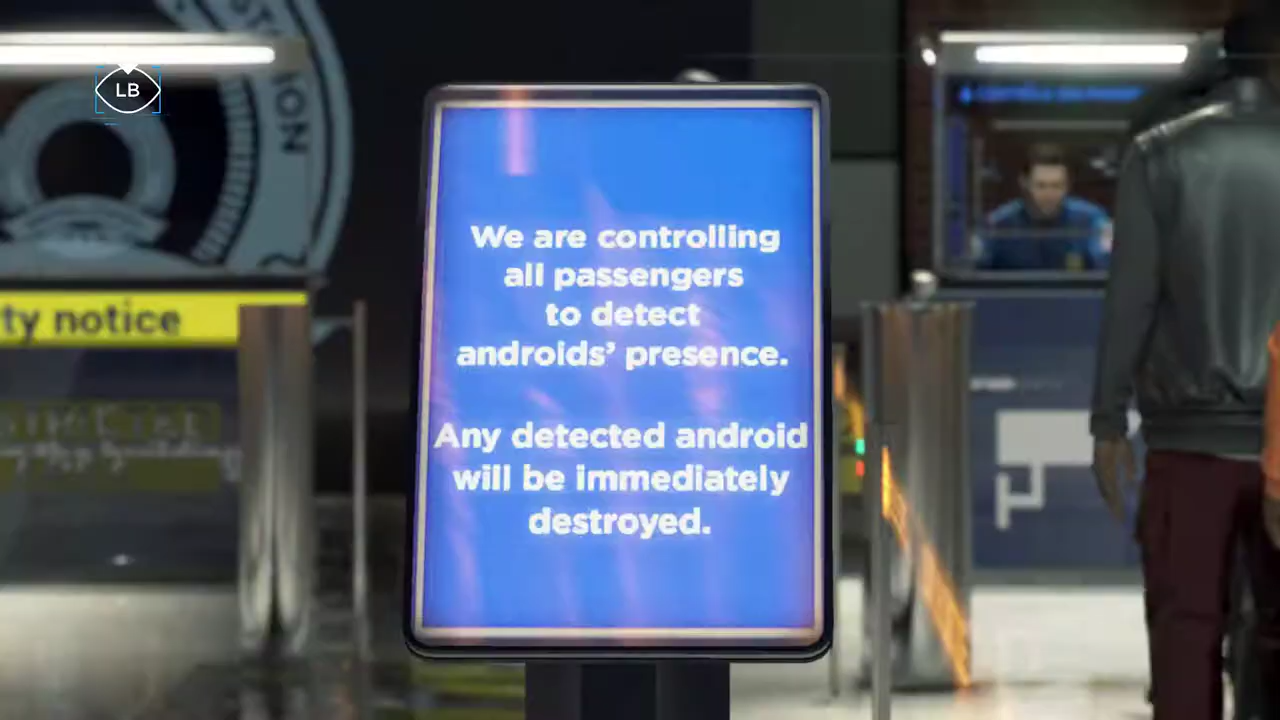 LB
ION
We are controlling
all passengers
to detect
androids’ presence.
Any detected android
will be immediately
destroyed.
ty notice